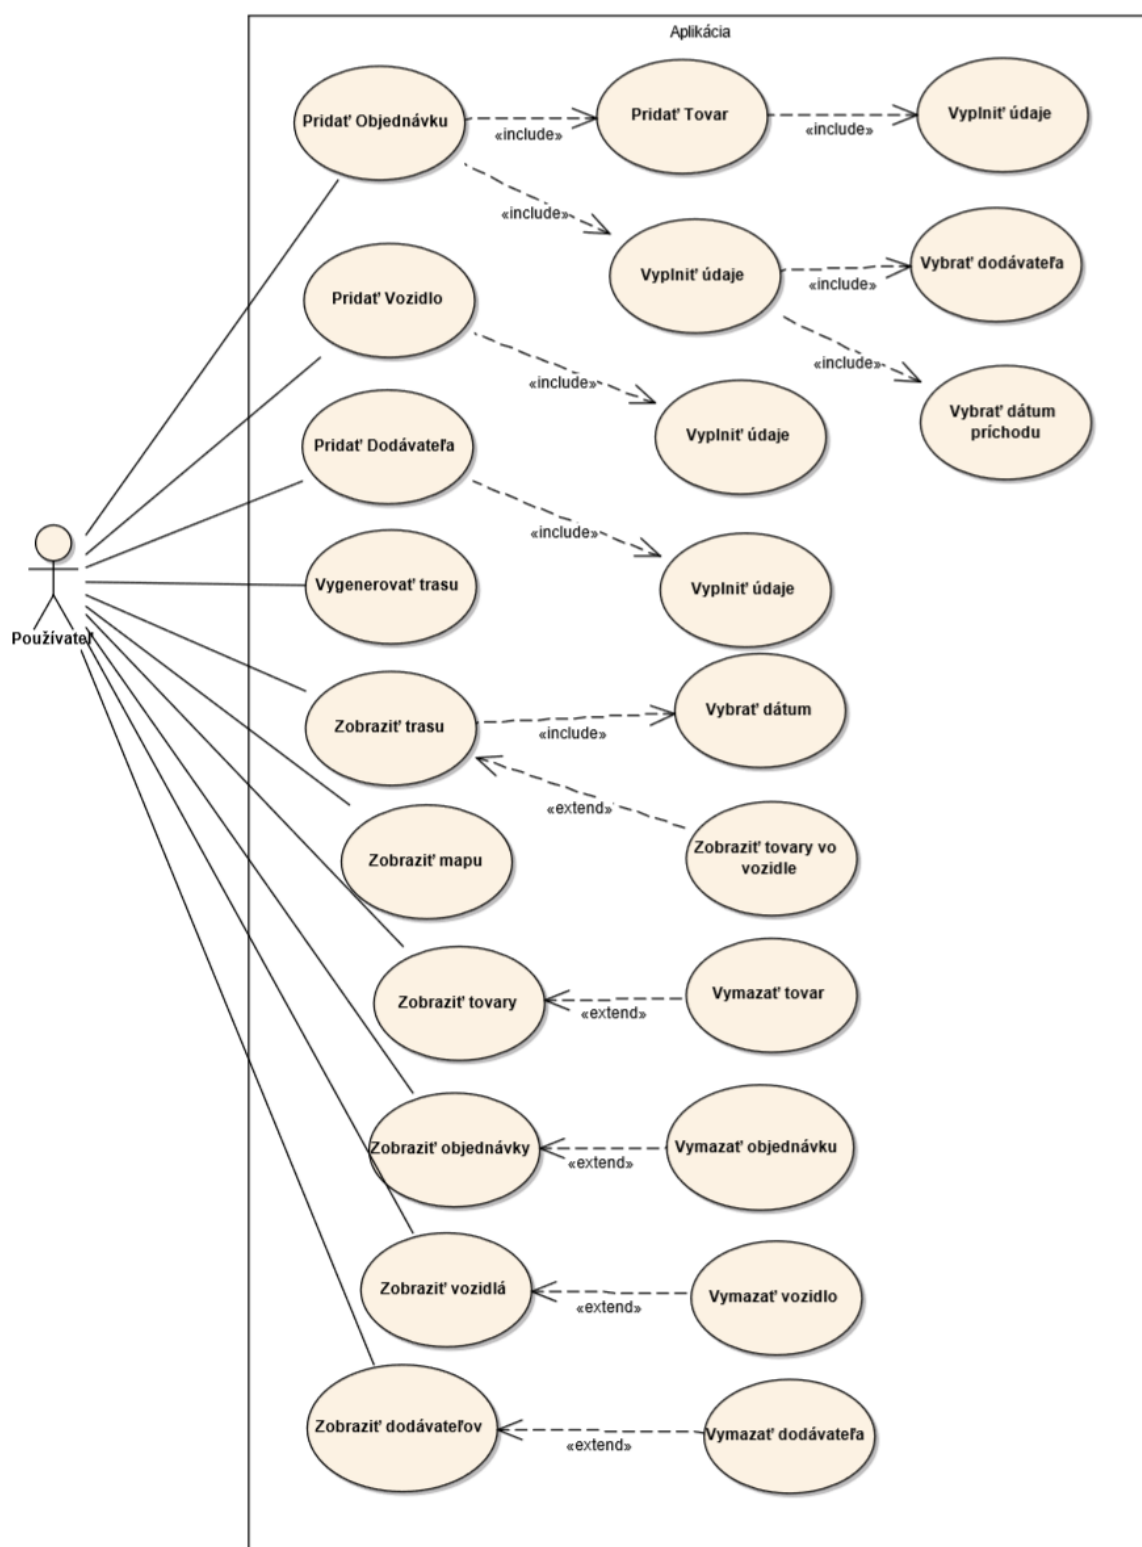 Aplikácia
Pridať Objednávku
«include»
Pridať Tovar
«include»
Vyplniť údaje
«include»
Vyplniť údaje
«include»
Vybrať dodávateľa
«include»
Vybrať dátum
príchodu
Pridať Vozidlo
«include»
Vyplniť údaje
Pridať Dodávateľa
«include»
Vyplniť údaje
Používateľ
Vygenerovať trasu
Zobraziť trasu
«include»
Vybrať dátum
«extend»
Zobraziť tovary vo
vozidle
Zobraziť mapu
Zobraziť tovary
«extend»
Vymazať tovar
Zobraziť objednávky
«extend»
Vymazať objednávku
Zobraziť vozidlá
«extend»
Vymazať vozidlo
Zobraziť dodávateľov
«extend»
Vymazať dodávateľa